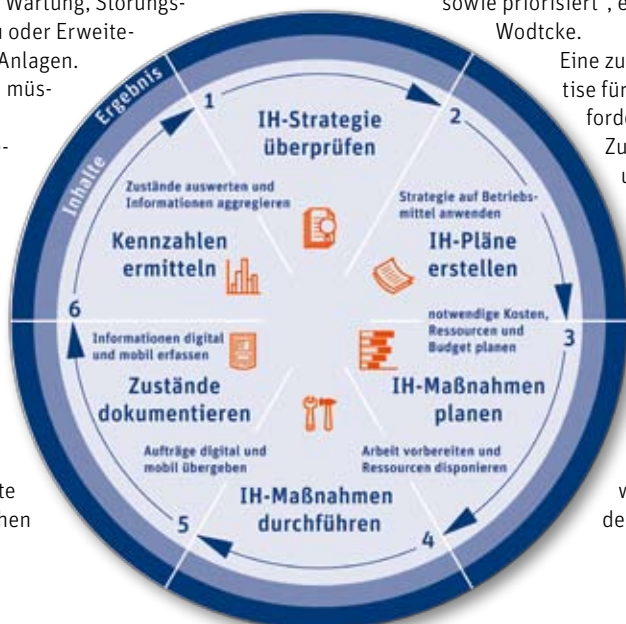 Wartung, Störungs-
oder Erweite-
Anlagen.
müs-
sowie priorisiert", e
Wodtcke.
Eine zu
tise für
forde
Zu
Ergebnis
Inhalte
1
IH-Strategie
überprüfen
2
Strategie auf Betriebs-
mittel anwenden
IH-Pläne
erstellen
3
notwendige Kosten,
Ressourcen und
Budget planen
IH-Maßnahmen
planen
Arbeit vorbereiten und
Ressourcen disponieren
4
IH-Maßnahmen
durchführen
5
Aufträge digital und
mobil übergeben
Zustände
dokumentieren
Informationen digital
und mobil erfassen
6
Kennzahlen
ermitteln
Zustände auswerten und
Informationen aggregieren
te
hen
w
de